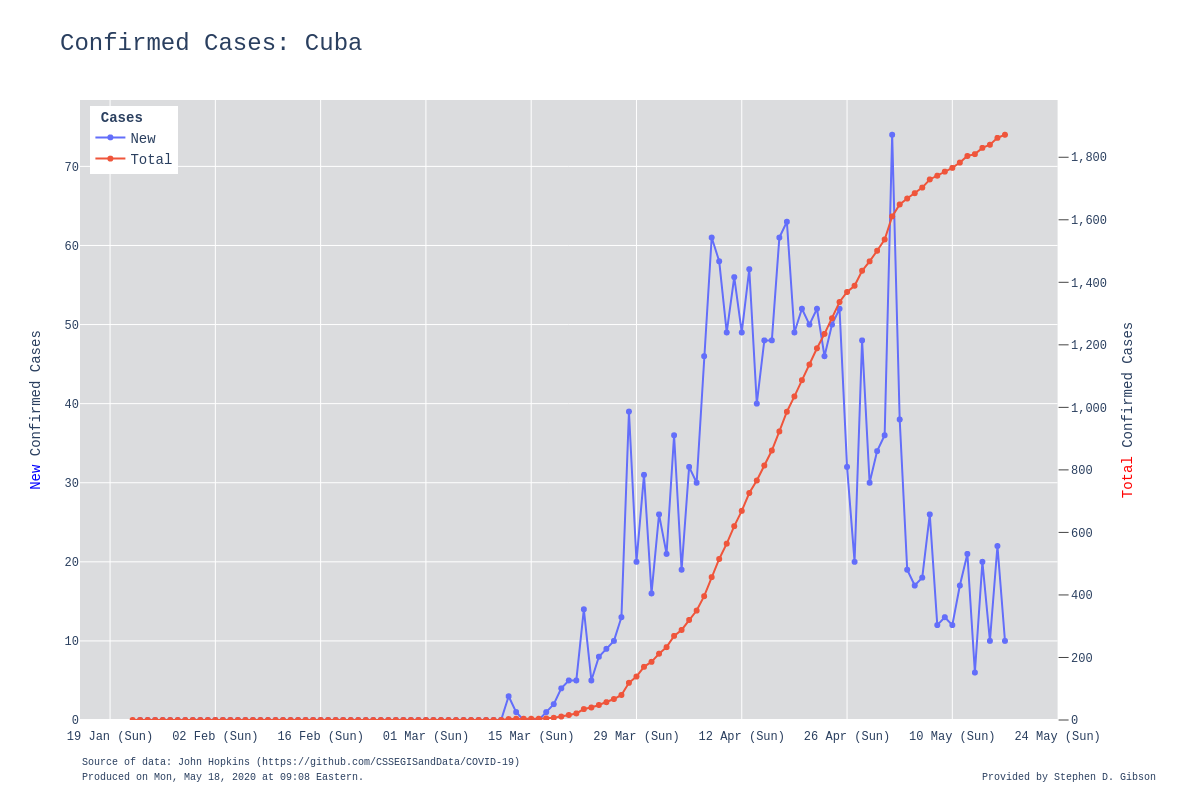 Confirmed Cases: Cuba
Cases
New
Total
70
60
50
40
30
20
10
0
New Confirmed Cases
1,800
1,600
1,400
1,200
1,000
800
600
400
200
0
Total Confirmed Cases
19 Jan (Sun) 02 Feb (Sun) 16 Feb (Sun) 01 Mar (Sun) 15 Mar (Sun) 29 Mar (Sun) 12 Apr (Sun) 26 Apr (Sun) 10 May (Sun) 24 May (Sun)
Source of data: John Hopkins (https://github.com/CSSEGISandData/COVID-19)
Produced on Mon, May 18, 2020 at 09:08 Eastern.
Provided by Stephen D. Gibson